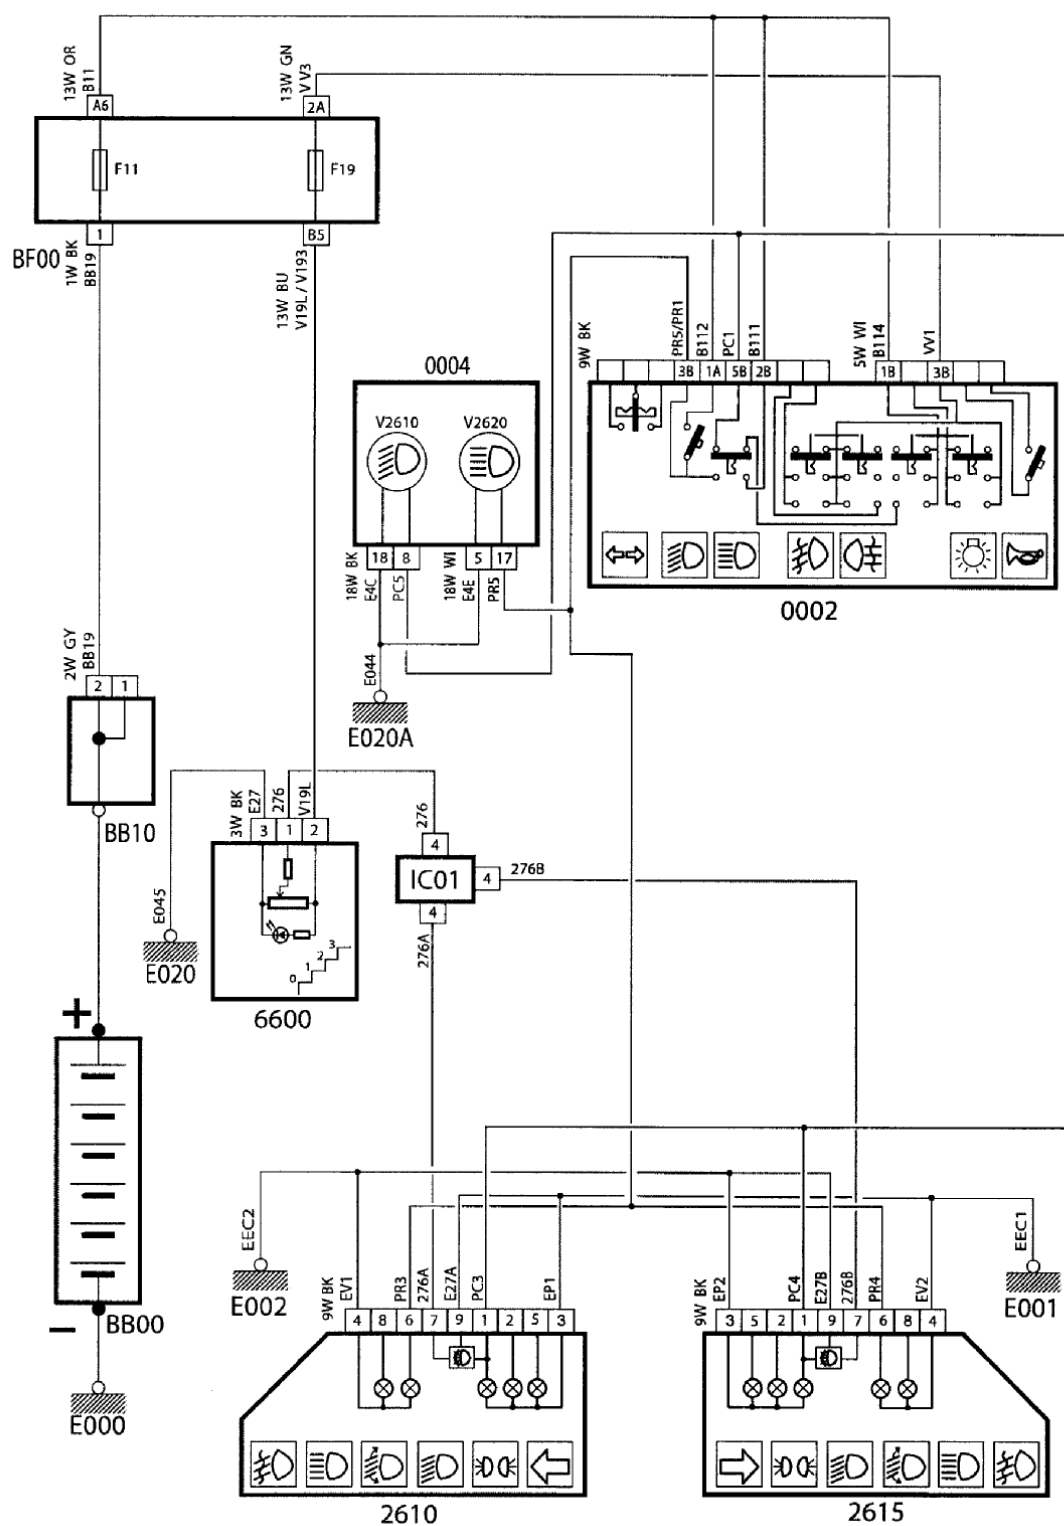 13W OR
B11
13W GN
VV3
A6
2A
F11
F19
1
B5
BF00
1W BK
BB19
13W BU
V19L / V193
9W BK
PR5/PR1
B112
PC1
B111
5W WI
B114
VV1
3B
1A
5B
2B
1B
3B
0002
0004
V2610
V2620
18
8
5
17
18W BK
E4C
PC5
18W WI
E4E
PR5
E044
E020A
2W GY
BB19
2
1
BB10
3W BK
E27
276
V19L
3
1
2
0
1
2
3
6600
E045
E020
276
4
IC01
4
276B
4
276A
+
−
BB00
E000
EEC2
E002
EEC1
E001
9W BK
EV1
PR3
276A
E27A
PC3
EP1
4
8
6
7
9
1
2
5
3
2610
9W BK
EP2
PC4
E27B
276B
PR4
EV2
3
5
2
1
9
7
6
8
4
2615